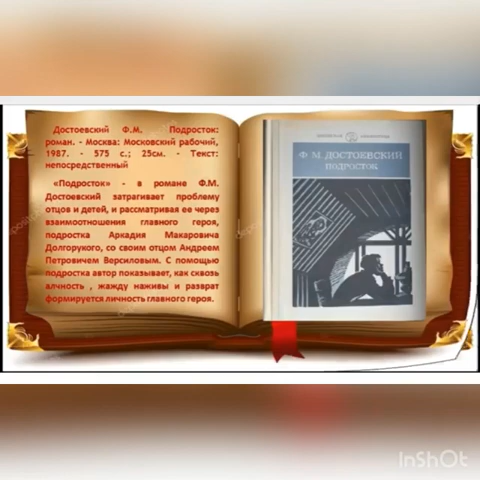 Достоевский Ф.М. Подросток:
роман. - Москва: Московский рабочий,
1987. - 575 с.; 25см. - Текст:
непосредственный
«Подросток» - в романе Ф.М.
Достоевский затрагивает проблему
отцов и детей, и рассматривая ее через
взаимоотношения главного героя,
подростка Аркадия Макаровича
Долгорукого, со своим отцом Андреем
Петровичем Версиловым. С помощью
подростка автор показывает, как сквозь
алчность , жажду наживы и разврат
формируется личность главного героя.
Ф. М. ДОСТОЕВСКИЙ
ПОДРОСТОК
InShOt